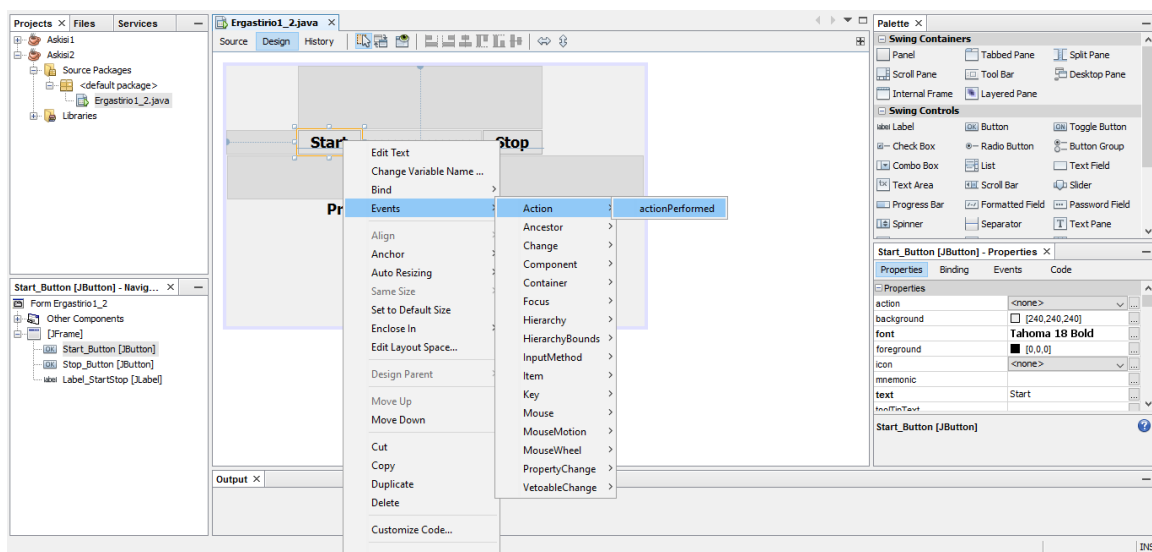 Projects Files Services
Askisi1
Askisi2
Source Packages
<default package>
Ergastirio1_2.java
Libraries
Start_Button [JButton] - Navig...
Form Ergastirio1_2
Other Components
[JFrame]
Start_Button [JButton]
Stop_Button [JButton]
Label_StartStop [JLabel]
Ergastirio1_2.java
Source Design History
Start Stop
Pr
Edit Text
Change Variable Name ...
Bind
Events
Align
Anchor
Auto Resizing
Same Size
Set to Default Size
Enclose In
Edit Layout Space...
Design Parent
Move Up
Move Down
Cut
Copy
Duplicate
Delete
Customize Code...
Action
Ancestor
Change
Component
Container
Focus
Hierarchy
HierarchyBounds
InputMethod
Item
Key
Mouse
MouseMotion
MouseWheel
PropertyChange
VetoableChange
actionPerformed
Output
Palette
Swing Containers
Panel Tabbed Pane Split Pane
Scroll Pane Tool Bar Desktop Pane
Internal Frame Layered Pane
Swing Controls
label Label OK Button ON Toggle Button
Check Box Radio Button Button Group
Combo Box List Text Field
Text Area Scroll Bar Slider
Progress Bar Formatted Field Password Field
Spinner Separator T Text Pane
Start_Button [JButton] - Properties
Properties Binding Events Code
Properties
action <none> ...
background [240,240,240] ...
font Tahoma 18 Bold ...
foreground [0,0,0] ...
icon <none> ...
mnemonic ...
text Start ...
toolTipText
Start_Button [JButton]
INS